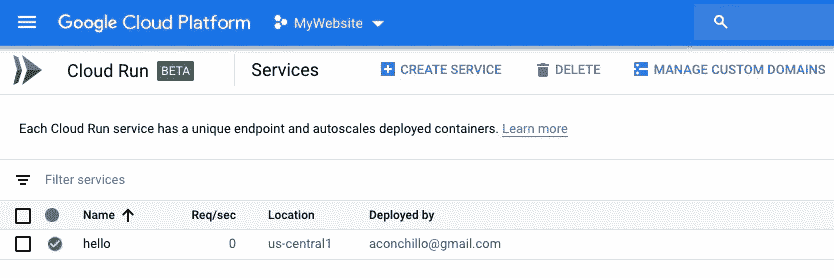 Google Cloud Platform MyWebsite
Cloud Run BETA Services CREATE SERVICE DELETE MANAGE CUSTOM DOMAINS
Each Cloud Run service has a unique endpoint and autoscales deployed containers. Learn more
Filter services
Name Req/sec Location Deployed by
hello 0 us-central1 aconchillo@gmail.com